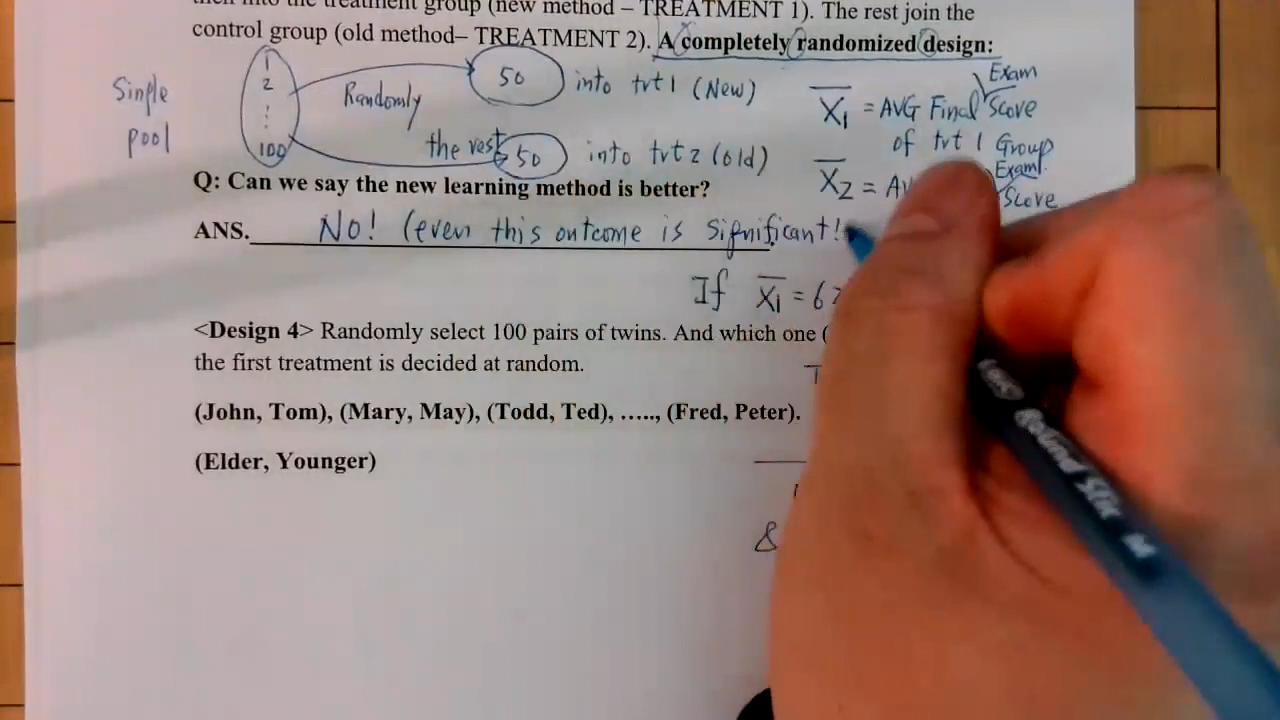 then into the treatment group (new method – TREATMENT 1). The rest join the
control group (old method– TREATMENT 2). A completely randomized design:
Single
pool
1
2
⋮
100
Randomly
50 into trt 1 (New)
the rest
50 into trt 2 (old)
X̄1 = AVG Final Exam Score
of trt 1 Group
X̄2 = Exam Score
Q: Can we say the new learning method is better?
ANS. No! (even this outcome is significant!
If X̄1 = 6
<Design 4> Randomly select 100 pairs of twins. And which one (
the first treatment is decided at random.
(John, Tom), (Mary, May), (Todd, Ted), ….., (Fred, Peter).
(Elder, Younger)
&